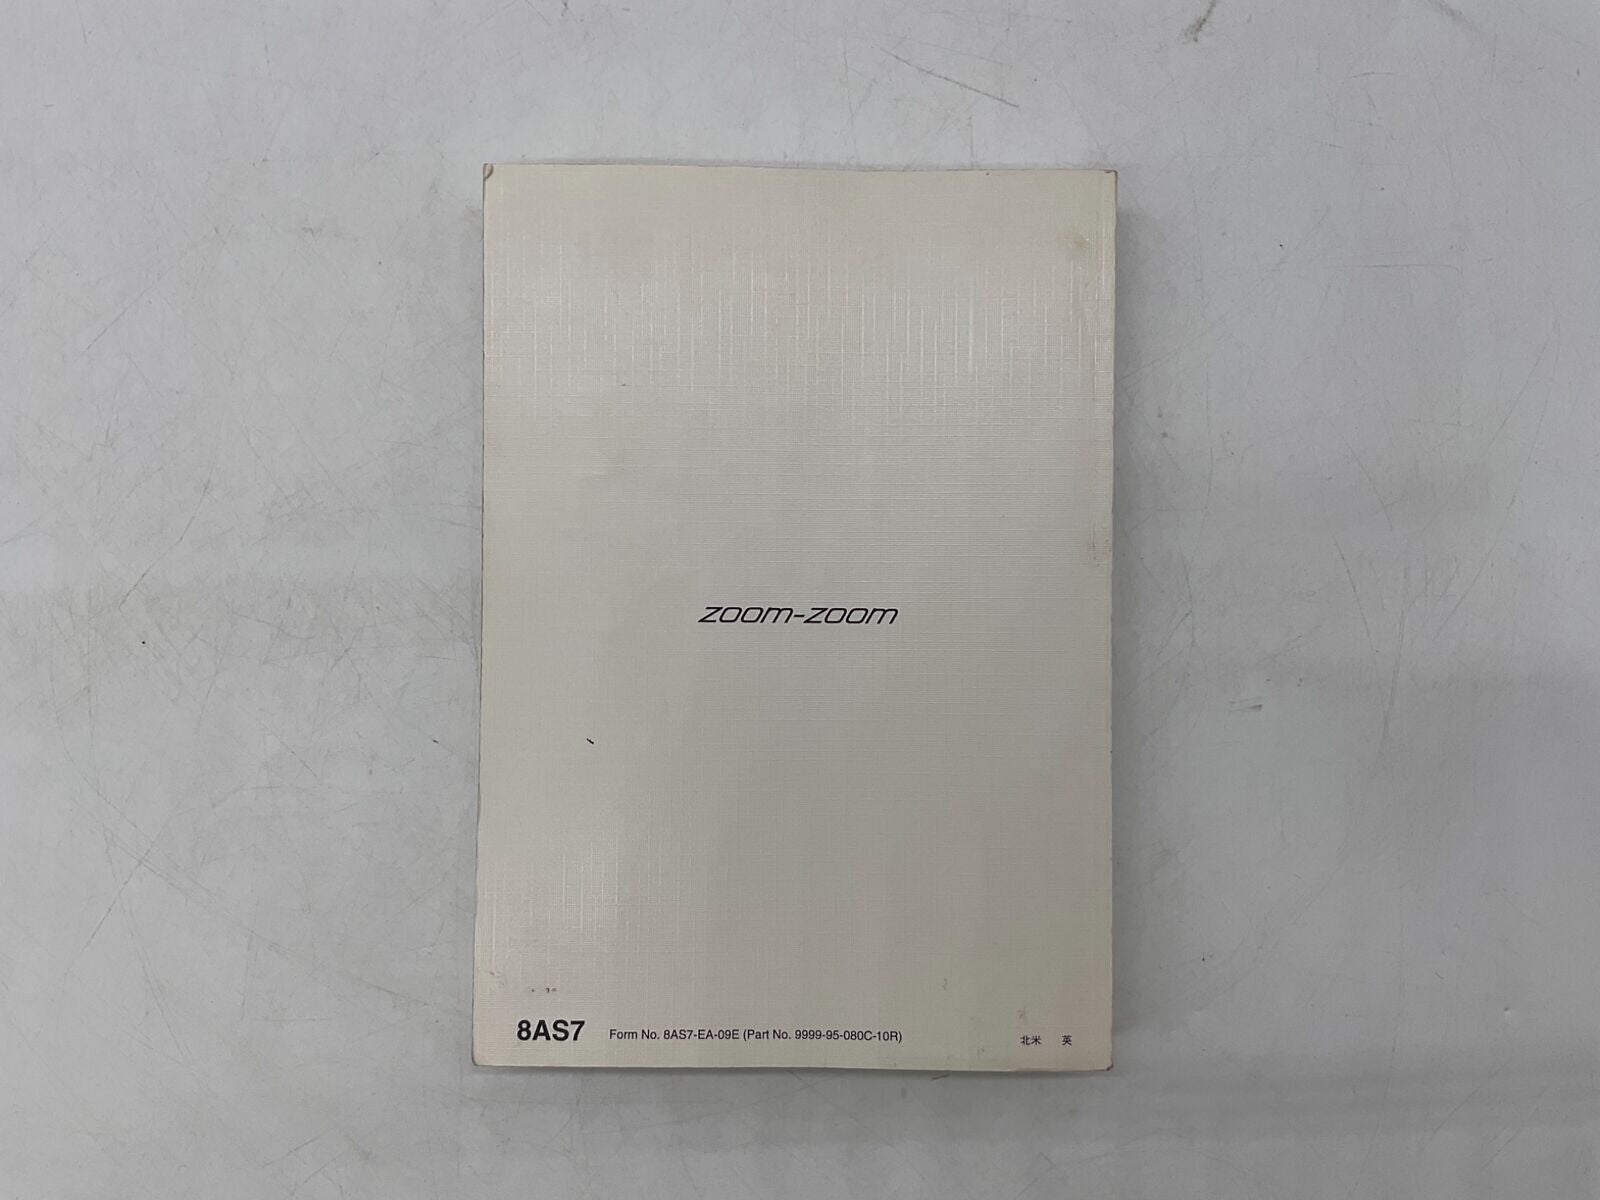 zoom-zoom
8AS7 Form No. 8AS7-EA-09E (Part No. 9999-95-080C-10R) 北米 英